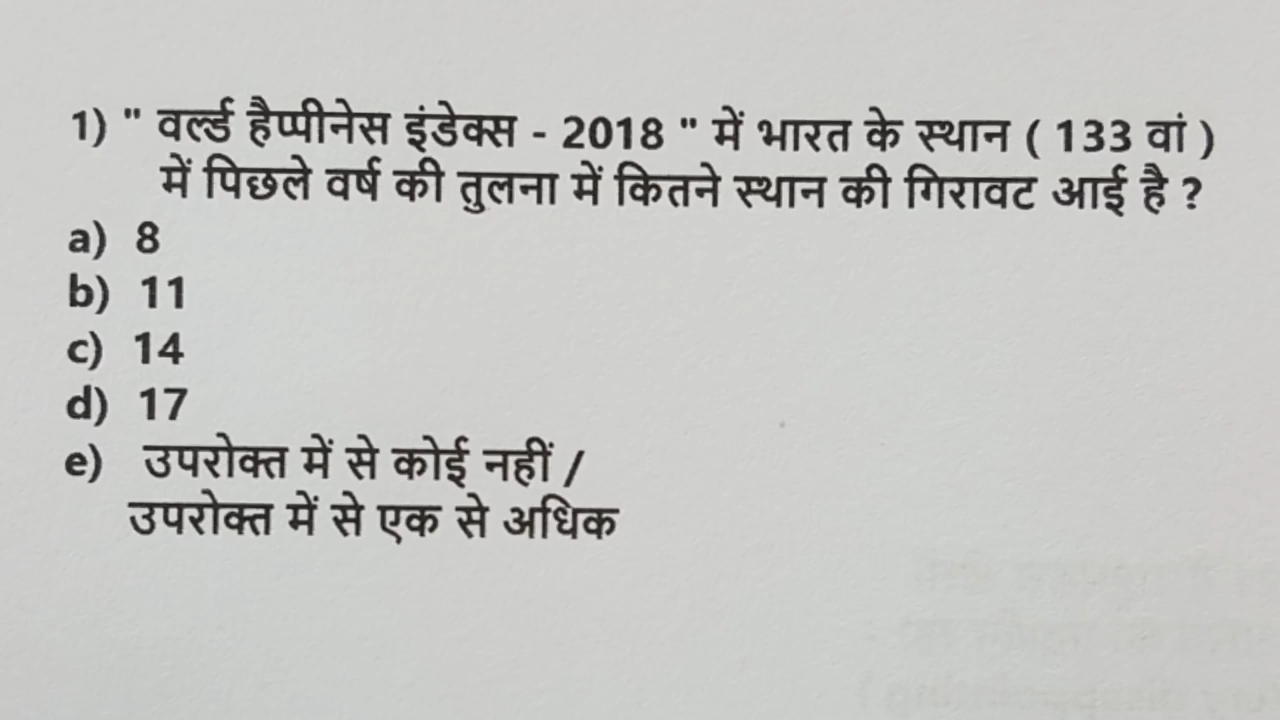 1) " वर्ल्ड हैप्पीनेस इंडेक्स - 2018 " में भारत के स्थान ( 133 वां )
में पिछले वर्ष की तुलना में कितने स्थान की गिरावट आई है ?
a) 8
b) 11
c) 14
d) 17
e) उपरोक्त में से कोई नहीं /
उपरोक्त में से एक से अधिक